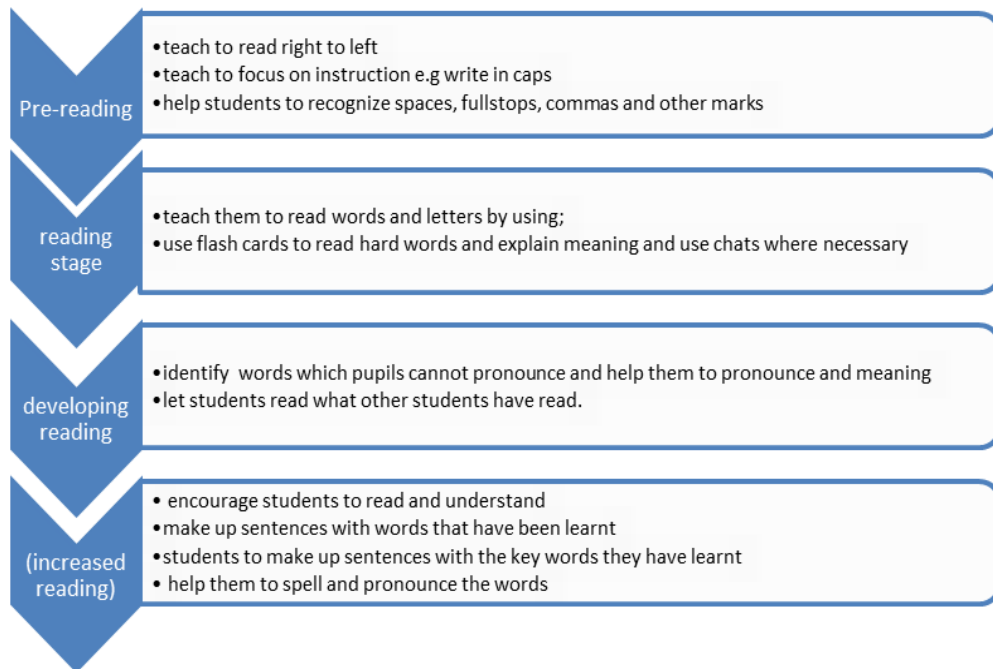 Pre-reading
•teach to read right to left
•teach to focus on instruction e.g write in caps
•help students to recognize spaces, fullstops, commas and other marks
reading
stage
•teach them to read words and letters by using;
•use flash cards to read hard words and explain meaning and use chats where necessary
developing
reading
•identify words which pupils cannot pronounce and help them to pronounce and meaning
•let students read what other students have read.
(increased
reading)
• encourage students to read and understand
•make up sentences with words that have been learnt
•students to make up sentences with the key words they have learnt
• help them to spell and pronounce the words